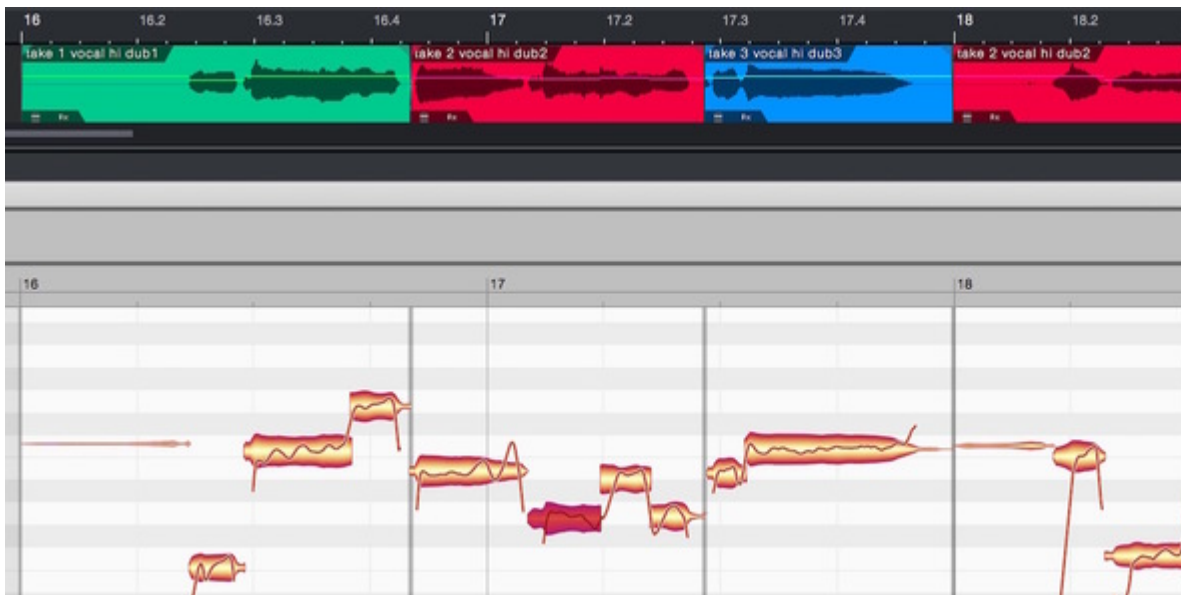 16 16.2 16.3 16.4 17 17.2 17.3 17.4 18 18.2
take 1 vocal hi dub1 take 2 vocal hi dub2 take 3 vocal hi dub3 take 2 vocal hi dub2
16 17 18